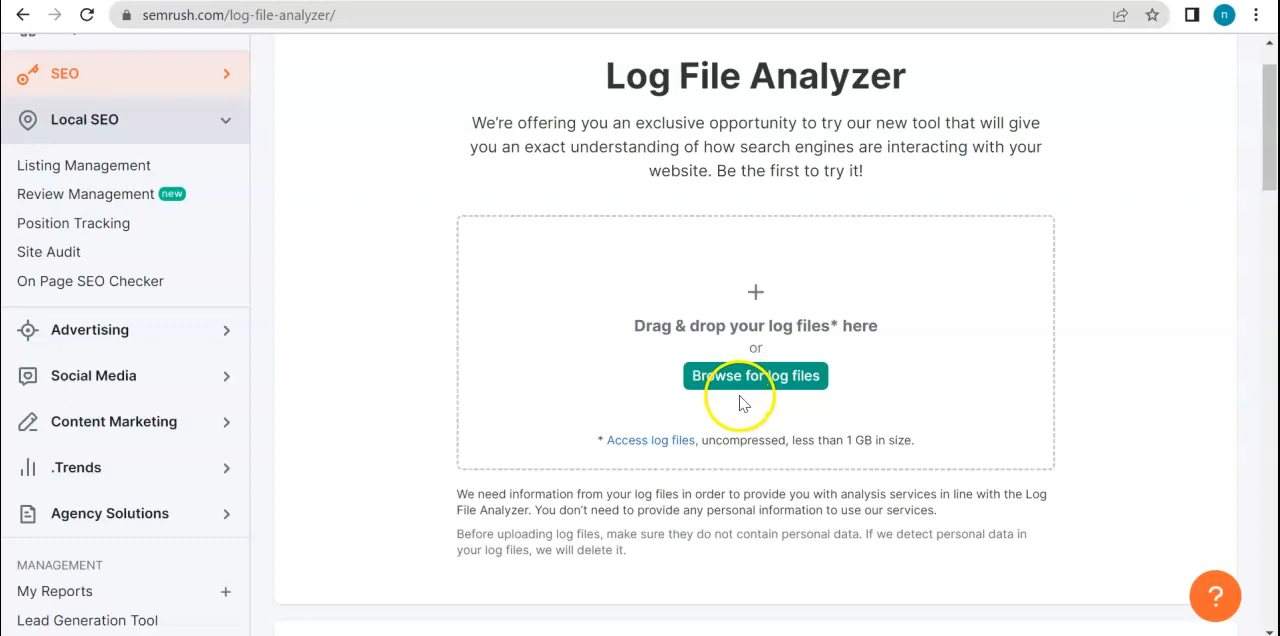 semrush.com/log-file-analyzer/
n
SEO
Local SEO
Listing Management
Review Management new
Position Tracking
Site Audit
On Page SEO Checker
Advertising
Social Media
Content Marketing
.Trends
Agency Solutions
MANAGEMENT
My Reports +
Lead Generation Tool
Log File Analyzer
We’re offering you an exclusive opportunity to try our new tool that will give
you an exact understanding of how search engines are interacting with your
website. Be the first to try it!
+
Drag & drop your log files* here
or
Browse for log files
* Access log files, uncompressed, less than 1 GB in size.
We need information from your log files in order to provide you with analysis services in line with the Log
File Analyzer. You don’t need to provide any personal information to use our services.
Before uploading log files, make sure they do not contain personal data. If we detect personal data in
your log files, we will delete it.
?